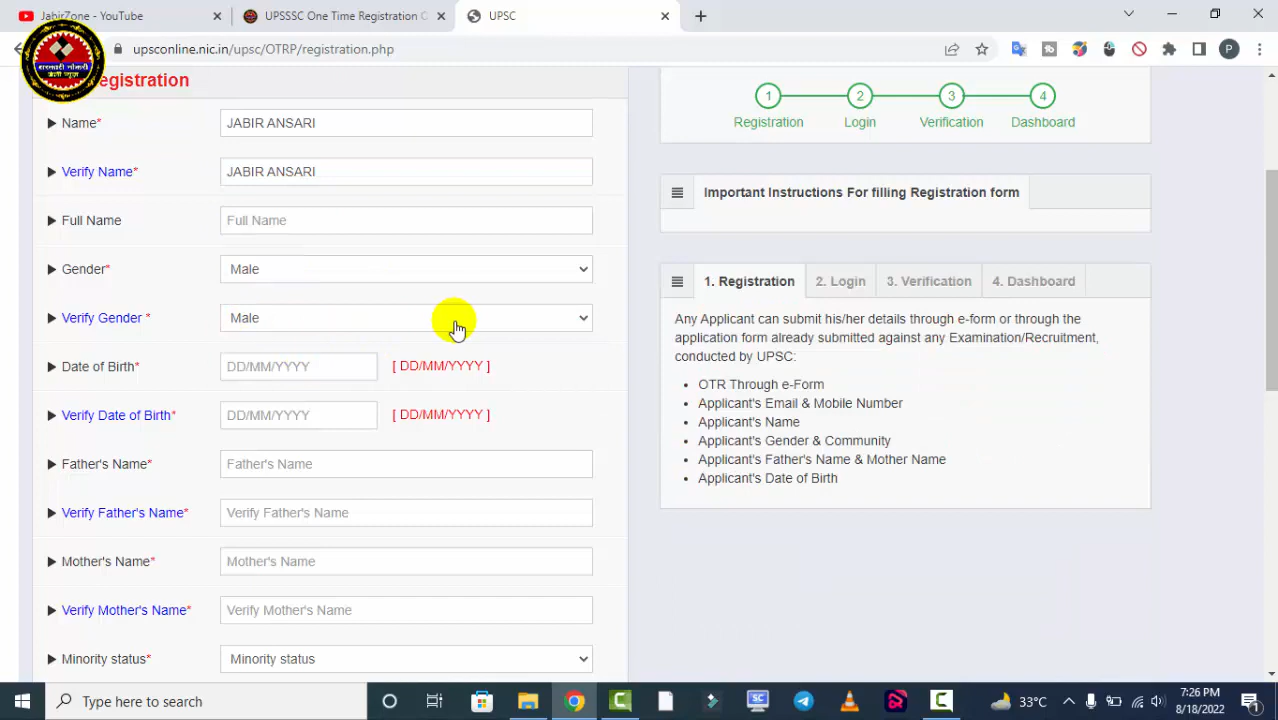 JabirZone - YouTube
UPSSSC One Time Registration C
UPSC
upsconline.nic.in/upsc/OTRP/registration.php
P
सरकारी नौकरी
egistration
Name*
JABIR ANSARI
Verify Name*
JABIR ANSARI
Full Name
Full Name
Gender*
Male
Verify Gender *
Male
Date of Birth*
DD/MM/YYYY
[ DD/MM/YYYY ]
Verify Date of Birth*
DD/MM/YYYY
[ DD/MM/YYYY ]
Father's Name*
Father's Name
Verify Father's Name*
Verify Father's Name
Mother's Name*
Mother's Name
Verify Mother's Name*
Verify Mother's Name
Minority status*
Minority status
1 2 3 4
Registration Login Verification Dashboard
Important Instructions For filling Registration form
1. Registration 2. Login 3. Verification 4. Dashboard
Any Applicant can submit his/her details through e-form or through the
application form already submitted against any Examination/Recruitment,
conducted by UPSC:
• OTR Through e-Form
• Applicant's Email & Mobile Number
• Applicant's Name
• Applicant's Gender & Community
• Applicant's Father's Name & Mother Name
• Applicant's Date of Birth
Type here to search
33°C
7:26 PM
8/18/2022
1